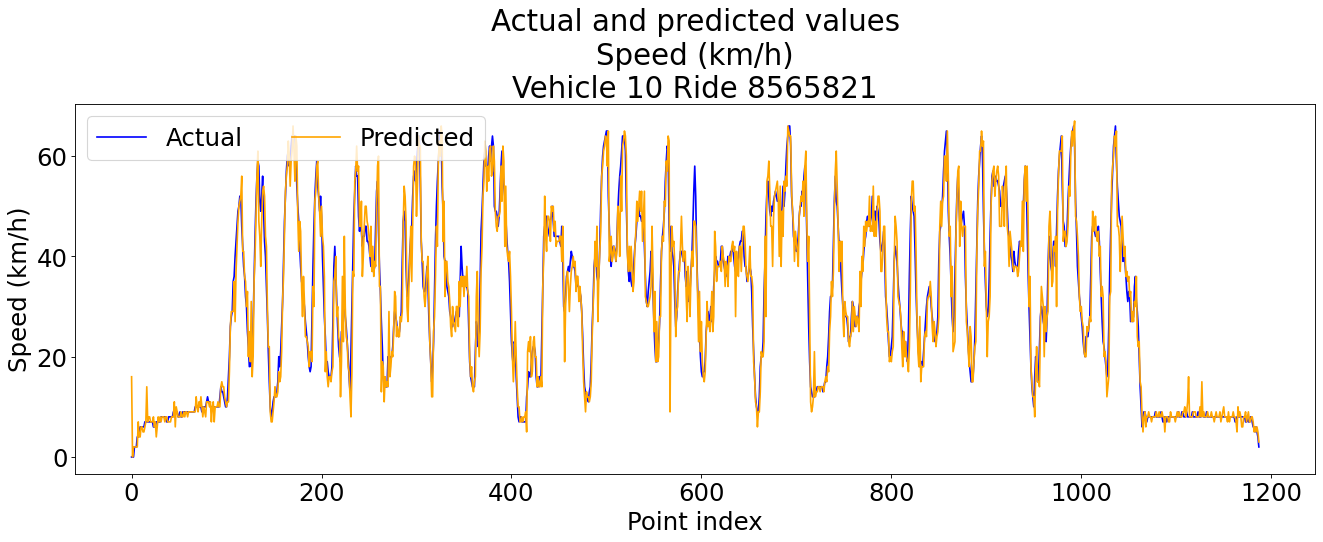 Actual and predicted values
Speed (km/h)
Vehicle 10 Ride 8565821
Actual
Predicted
Speed (km/h)
60
40
20
0
0
200
400
600
800
1000
1200
Point index